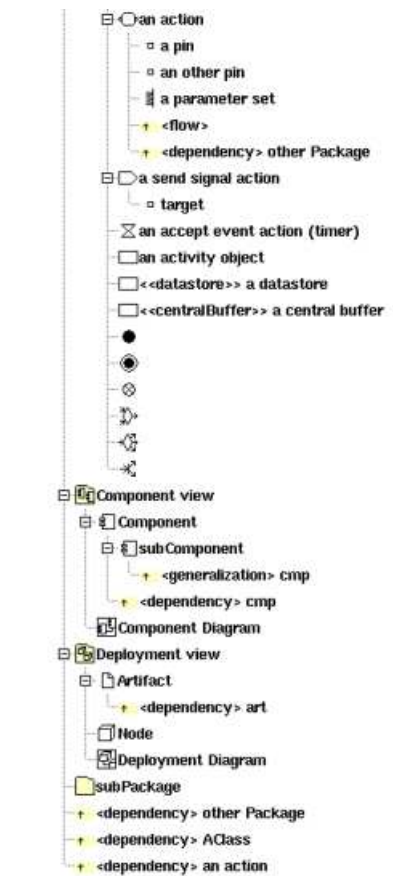 an action
a pin
an other pin
a parameter set
<flow>
<dependency> other Package
a send signal action
target
an accept event action (timer)
an activity object
<<datastore>> a datastore
<<centralBuffer>> a central buffer
Component view
Component
subComponent
<generalization> cmp
<dependency> cmp
Component Diagram
Deployment view
Artifact
<dependency> art
Node
Deployment Diagram
subPackage
<dependency> other Package
<dependency> AClass
<dependency> an action